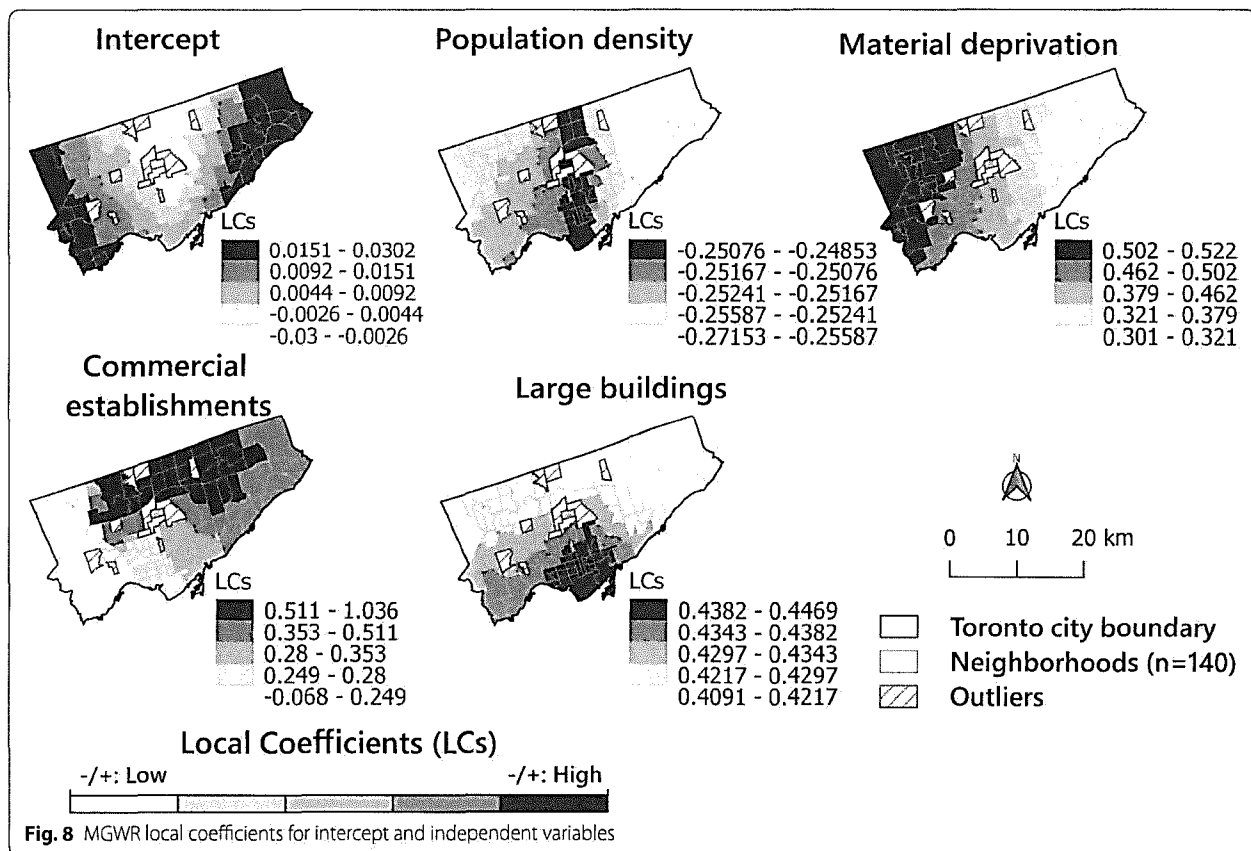 Intercept
Population density
Material deprivation
LCs
0.0151 - 0.0302
0.0092 - 0.0151
0.0044 - 0.0092
-0.0026 - 0.0044
-0.03 - -0.0026
LCs
-0.25076 - -0.24853
-0.25167 - -0.25076
-0.25241 - -0.25167
-0.25587 - -0.25241
-0.27153 - -0.25587
LCs
0.502 - 0.522
0.462 - 0.502
0.379 - 0.462
0.321 - 0.379
0.301 - 0.321
Commercial
establishments
Large buildings
LCs
0.511 - 1.036
0.353 - 0.511
0.28 - 0.353
0.249 - 0.28
-0.068 - 0.249
LCs
0.4382 - 0.4469
0.4343 - 0.4382
0.4297 - 0.4343
0.4217 - 0.4297
0.4091 - 0.4217
N
0 10 20 km
Toronto city boundary
Neighborhoods (n=140)
Outliers
Local Coefficients (LCs)
-/+: Low -/+: High
Fig. 8 MGWR local coefficients for intercept and independent variables